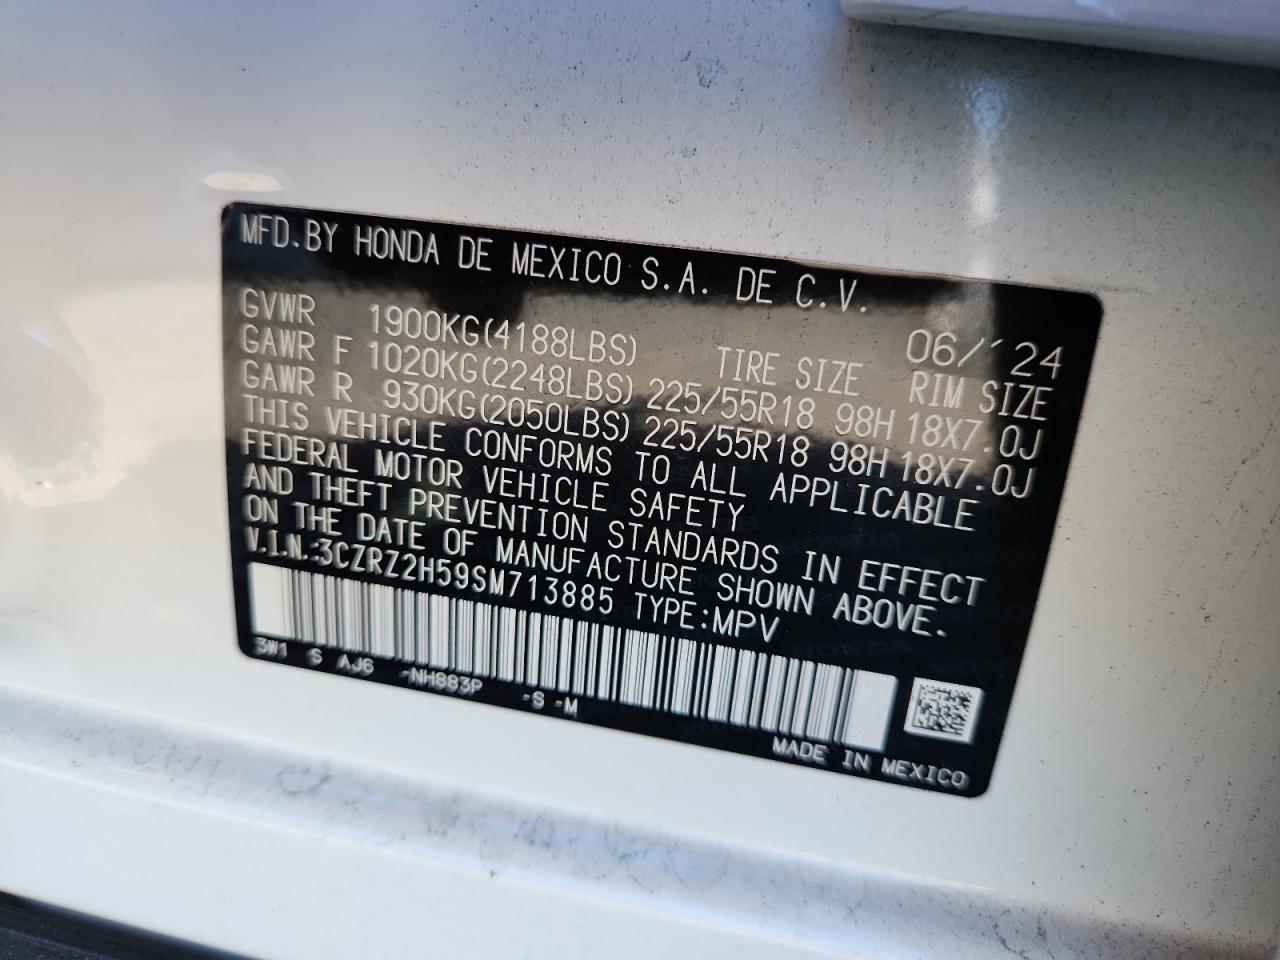 MFD.BY HONDA DE MEXICO S.A. DE C.V.
06/'24
GVWR 1900KG(4188LBS) TIRE SIZE RIM SIZE
GAWR F 1020KG(2248LBS) 225/55R18 98H 18X7.0J
GAWR R 930KG(2050LBS) 225/55R18 98H 18X7.0J
THIS VEHICLE CONFORMS TO ALL APPLICABLE
FEDERAL MOTOR VEHICLE SAFETY
AND THEFT PREVENTION STANDARDS IN EFFECT
ON THE DATE OF MANUFACTURE SHOWN ABOVE.
V.I.N.:3CZRZ2H59SM713885 TYPE:MPV
3W1 S AJ6 -NH883P -S -M
MADE IN MEXICO